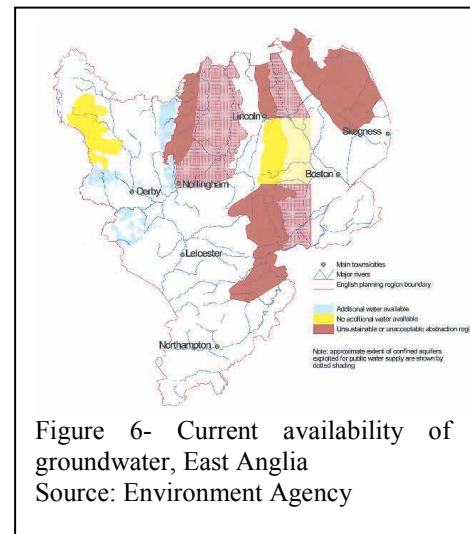 Lincoln
Skegness
Boston
Derby
Nottingham
Leicester
Northampton
Main towns/cities
Major rivers
English planning region boundary
Additional water available
No additional water available
Unsustainable or unacceptable abstraction regi
Note: approximate extent of confined aquifers
exploited for public water supply are shown by
dotted shading
Figure 6- Current availability of
groundwater, East Anglia
Source: Environment Agency